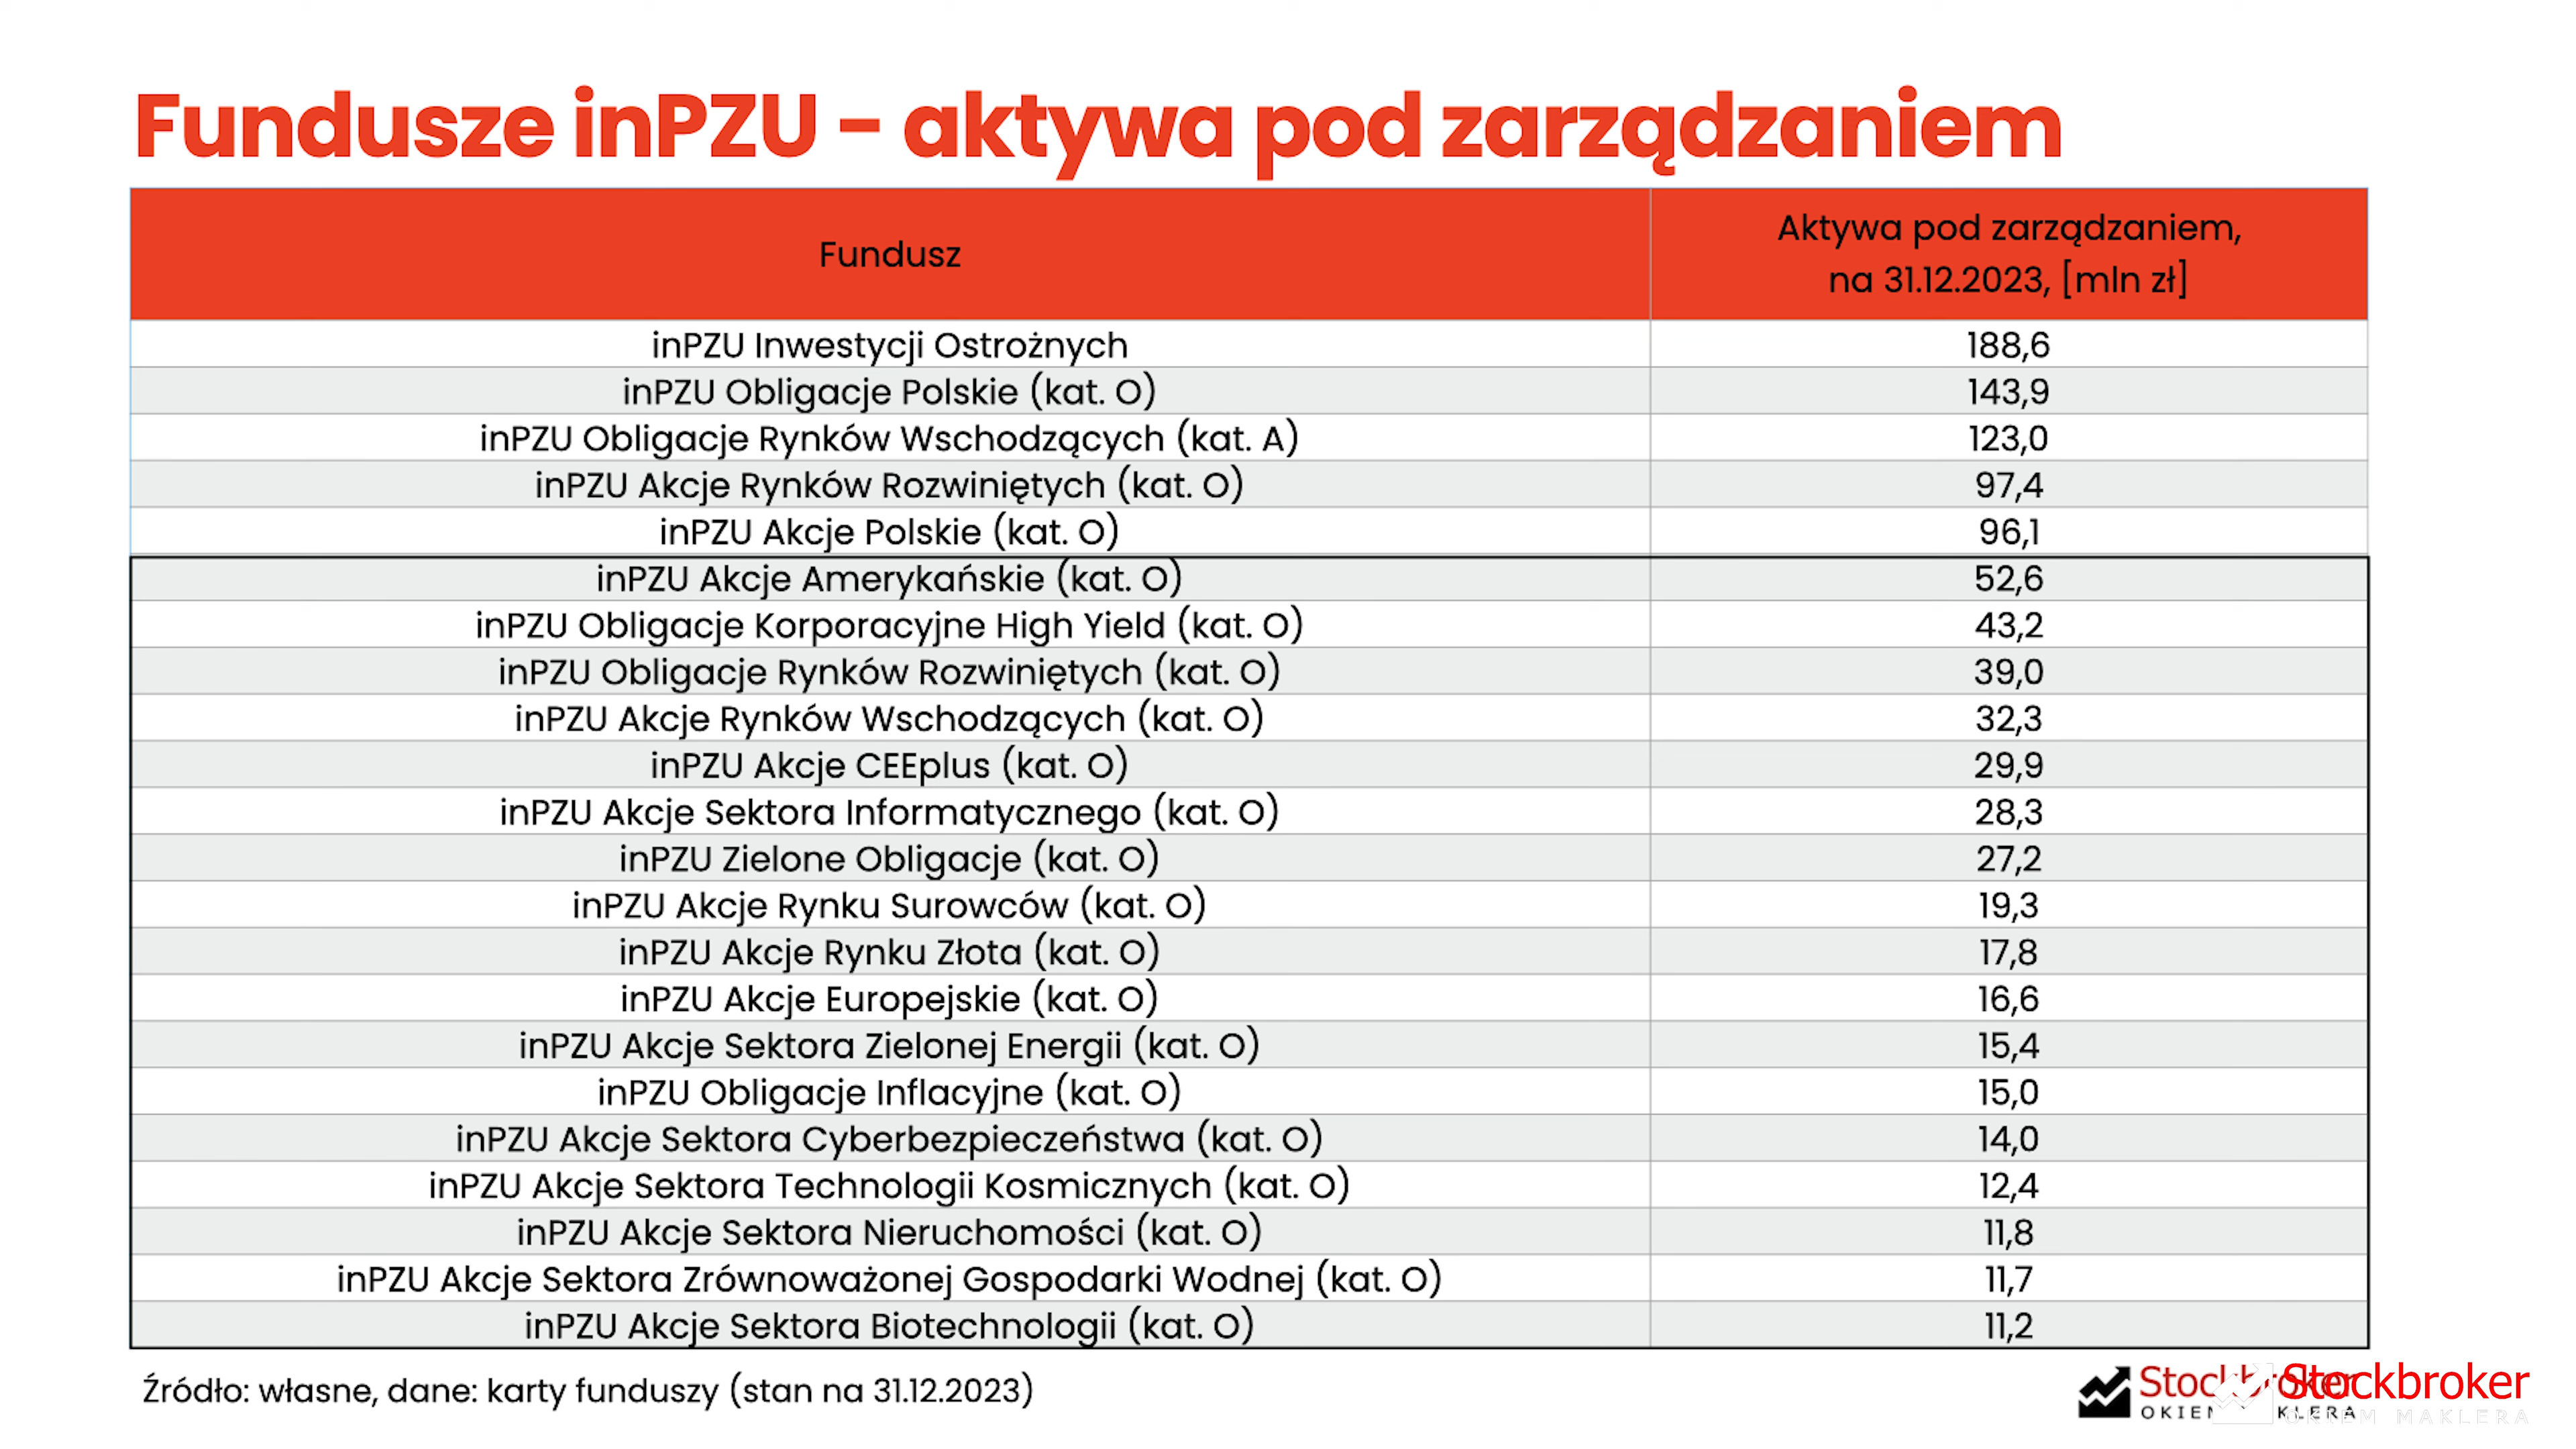 Fundusze inPZU - aktywa pod zarządzaniem
Fundusz
Aktywa pod zarządzaniem,
na 31.12.2023, [mln zł]
inPZU Inwestycji Ostrożnych 188,6
inPZU Obligacje Polskie (kat. O) 143,9
inPZU Obligacje Rynków Wschodzących (kat. A) 123,0
inPZU Akcje Rynków Rozwiniętych (kat. O) 97,4
inPZU Akcje Polskie (kat. O) 96,1
inPZU Akcje Amerykańskie (kat. O) 52,6
inPZU Obligacje Korporacyjne High Yield (kat. O) 43,2
inPZU Obligacje Rynków Rozwiniętych (kat. O) 39,0
inPZU Akcje Rynków Wschodzących (kat. O) 32,3
inPZU Akcje CEEplus (kat. O) 29,9
inPZU Akcje Sektora Informatycznego (kat. O) 28,3
inPZU Zielone Obligacje (kat. O) 27,2
inPZU Akcje Rynku Surowców (kat. O) 19,3
inPZU Akcje Rynku Złota (kat. O) 17,8
inPZU Akcje Europejskie (kat. O) 16,6
inPZU Akcje Sektora Zielonej Energii (kat. O) 15,4
inPZU Obligacje Inflacyjne (kat. O) 15,0
inPZU Akcje Sektora Cyberbezpieczeństwa (kat. O) 14,0
inPZU Akcje Sektora Technologii Kosmicznych (kat. O) 12,4
inPZU Akcje Sektora Nieruchomości (kat. O) 11,8
inPZU Akcje Sektora Zrównoważonej Gospodarki Wodnej (kat. O) 11,7
inPZU Akcje Sektora Biotechnologii (kat. O) 11,2
Źródło: własne, dane: karty funduszy (stan na 31.12.2023)
Stockbroker
OKIEM MAKLERA